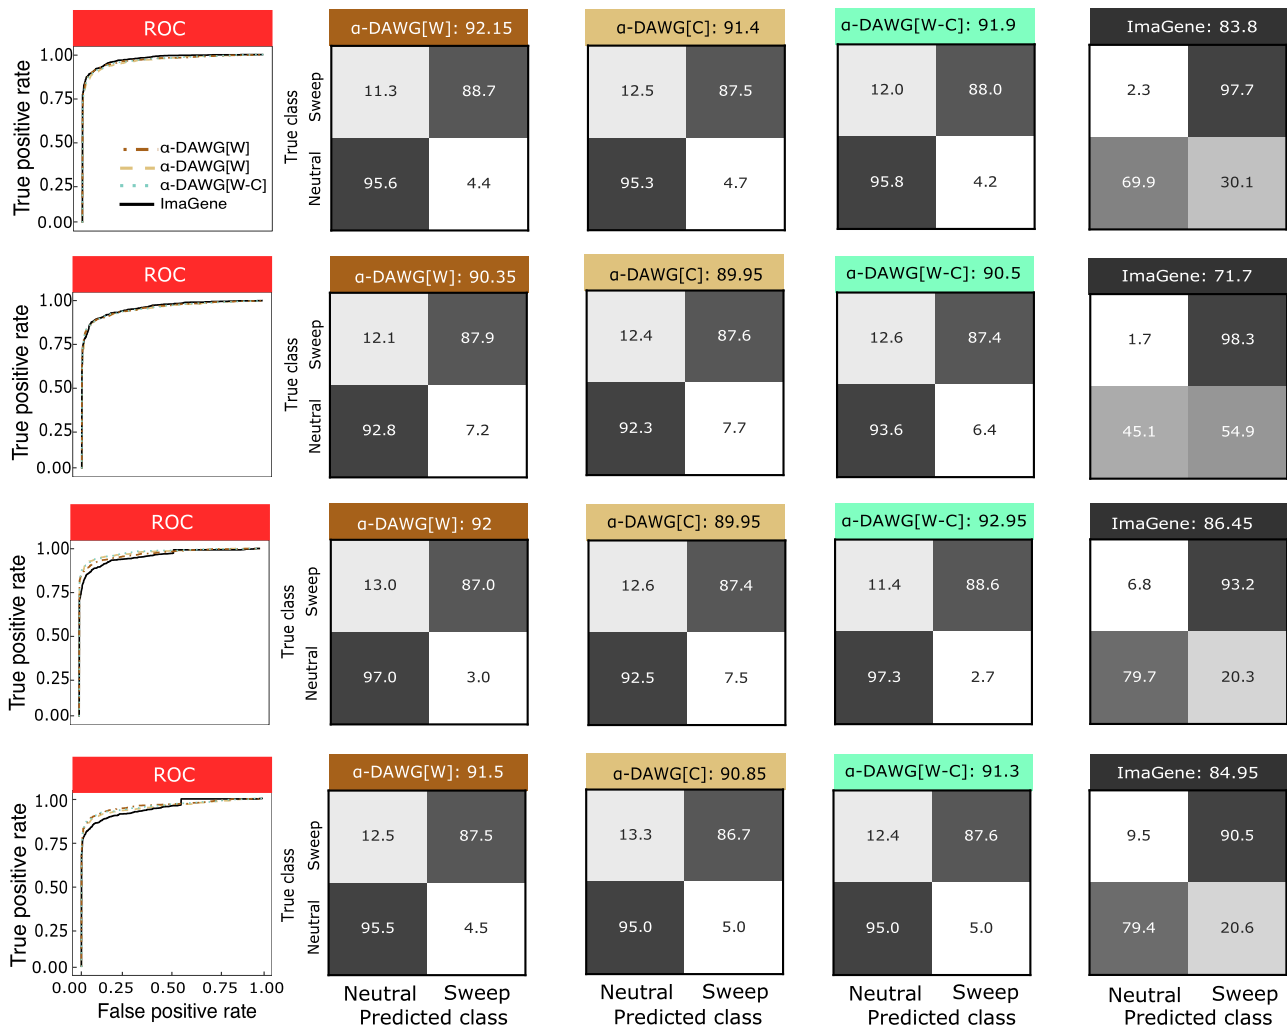 ROC
α-DAWG[W]: 92.15
α-DAWG[C]: 91.4
α-DAWG[W-C]: 91.9
ImaGene: 83.8
True positive rate
1.00
0.75
0.50
0.25
0.00
α-DAWG[W]
α-DAWG[W]
α-DAWG[W-C]
ImaGene
True class
Sweep
Neutral
11.3 88.7
95.6 4.4
12.5 87.5
95.3 4.7
12.0 88.0
95.8 4.2
2.3 97.7
69.9 30.1
ROC
α-DAWG[W]: 90.35
α-DAWG[C]: 89.95
α-DAWG[W-C]: 90.5
ImaGene: 71.7
True positive rate
1.00
0.75
0.50
0.25
0.00
True class
Sweep
Neutral
12.1 87.9
92.8 7.2
12.4 87.6
92.3 7.7
12.6 87.4
93.6 6.4
1.7 98.3
45.1 54.9
ROC
α-DAWG[W]: 92
α-DAWG[C]: 89.95
α-DAWG[W-C]: 92.95
ImaGene: 86.45
True positive rate
1.00
0.75
0.50
0.25
0.00
True class
Sweep
Neutral
13.0 87.0
97.0 3.0
12.6 87.4
92.5 7.5
11.4 88.6
97.3 2.7
6.8 93.2
79.7 20.3
ROC
α-DAWG[W]: 91.5
α-DAWG[C]: 90.85
α-DAWG[W-C]: 91.3
ImaGene: 84.95
True positive rate
1.00
0.75
0.50
0.25
0.00
0.00 0.25 0.50 0.75 1.00
False positive rate
True class
Sweep
Neutral
12.5 87.5
95.5 4.5
13.3 86.7
95.0 5.0
12.4 87.6
95.0 5.0
9.5 90.5
79.4 20.6
Neutral Sweep
Predicted class
Neutral Sweep
Predicted class
Neutral Sweep
Predicted class
Neutral Sweep
Predicted class